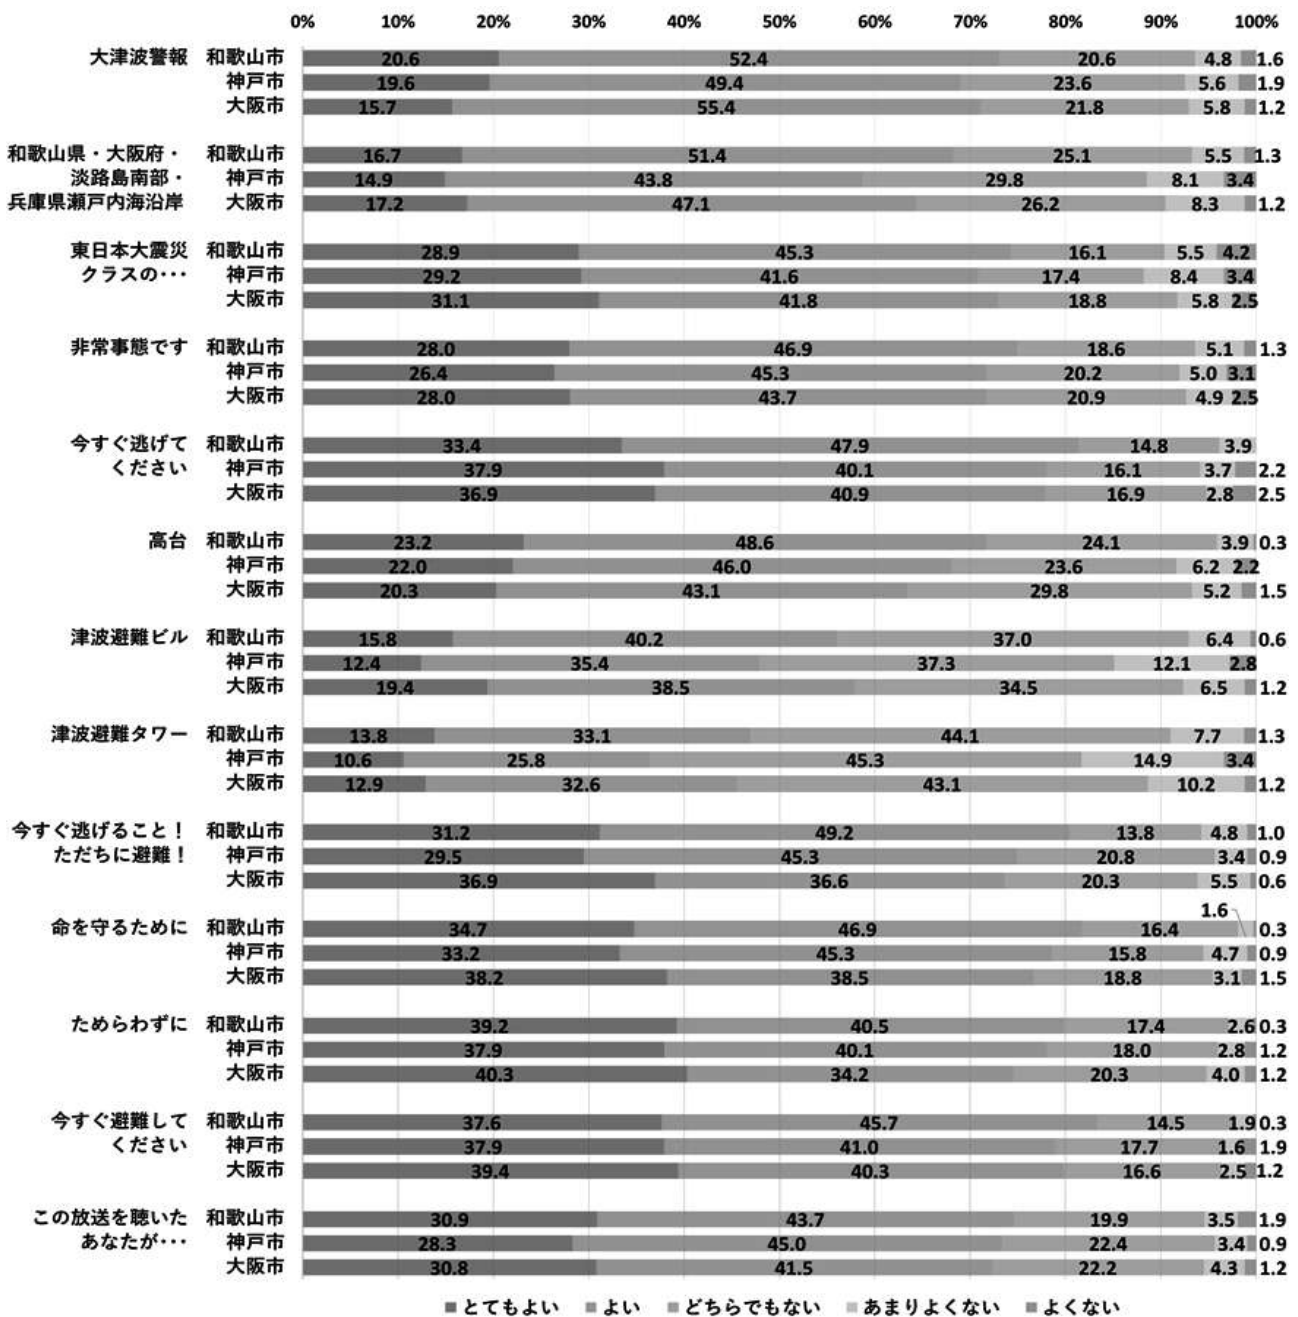 0% 10% 20% 30% 40% 50% 60% 70% 80% 90% 100%
大津波警報 和歌山市 20.6 52.4 20.6 4.8 1.6
神戸市 19.6 49.4 23.6 5.6 1.9
大阪市 15.7 55.4 21.8 5.8 1.2
和歌山県・大阪府・ 和歌山市 16.7 51.4 25.1 5.5 1.3
淡路島南部・ 神戸市 14.9 43.8 29.8 8.1 3.4
兵庫県瀬戸内海沿岸 大阪市 17.2 47.1 26.2 8.3 1.2
東日本大震災 和歌山市 28.9 45.3 16.1 5.5 4.2
クラスの・・・ 神戸市 29.2 41.6 17.4 8.4 3.4
大阪市 31.1 41.8 18.8 5.8 2.5
非常事態です 和歌山市 28.0 46.9 18.6 5.1 1.3
神戸市 26.4 45.3 20.2 5.0 3.1
大阪市 28.0 43.7 20.9 4.9 2.5
今すぐ逃げて 和歌山市 33.4 47.9 14.8 3.9
ください 神戸市 37.9 40.1 16.1 3.7 2.2
大阪市 36.9 40.9 16.9 2.8 2.5
高台 和歌山市 23.2 48.6 24.1 3.9 0.3
神戸市 22.0 46.0 23.6 6.2 2.2
大阪市 20.3 43.1 29.8 5.2 1.5
津波避難ビル 和歌山市 15.8 40.2 37.0 6.4 0.6
神戸市 12.4 35.4 37.3 12.1 2.8
大阪市 19.4 38.5 34.5 6.5 1.2
津波避難タワー 和歌山市 13.8 33.1 44.1 7.7 1.3
神戸市 10.6 25.8 45.3 14.9 3.4
大阪市 12.9 32.6 43.1 10.2 1.2
今すぐ逃げること！ 和歌山市 31.2 49.2 13.8 4.8 1.0
ただちに避難！ 神戸市 29.5 45.3 20.8 3.4 0.9
大阪市 36.9 36.6 20.3 5.5 0.6
1.6
命を守るために 和歌山市 34.7 46.9 16.4 0.3
神戸市 33.2 45.3 15.8 4.7 0.9
大阪市 38.2 38.5 18.8 3.1 1.5
ためらわずに 和歌山市 39.2 40.5 17.4 2.6 0.3
神戸市 37.9 40.1 18.0 2.8 1.2
大阪市 40.3 34.2 20.3 4.0 1.2
今すぐ避難して 和歌山市 37.6 45.7 14.5 1.9 0.3
ください 神戸市 37.9 41.0 17.7 1.6 1.9
大阪市 39.4 40.3 16.6 2.5 1.2
この放送を聴いた 和歌山市 30.9 43.7 19.9 3.5 1.9
あなたが・・・ 神戸市 28.3 45.0 22.4 3.4 0.9
大阪市 30.8 41.5 22.2 4.3 1.2
とてもよい よい どちらでもない あまりよくない よくない